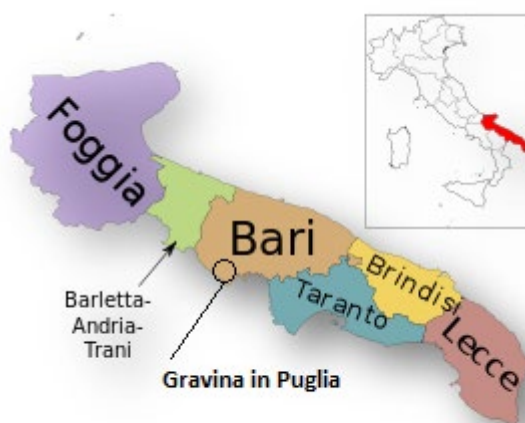 Foggia
Bari
Brindisi
Barletta-
Andria-
Trani
Taranto
Lecce
Gravina in Puglia